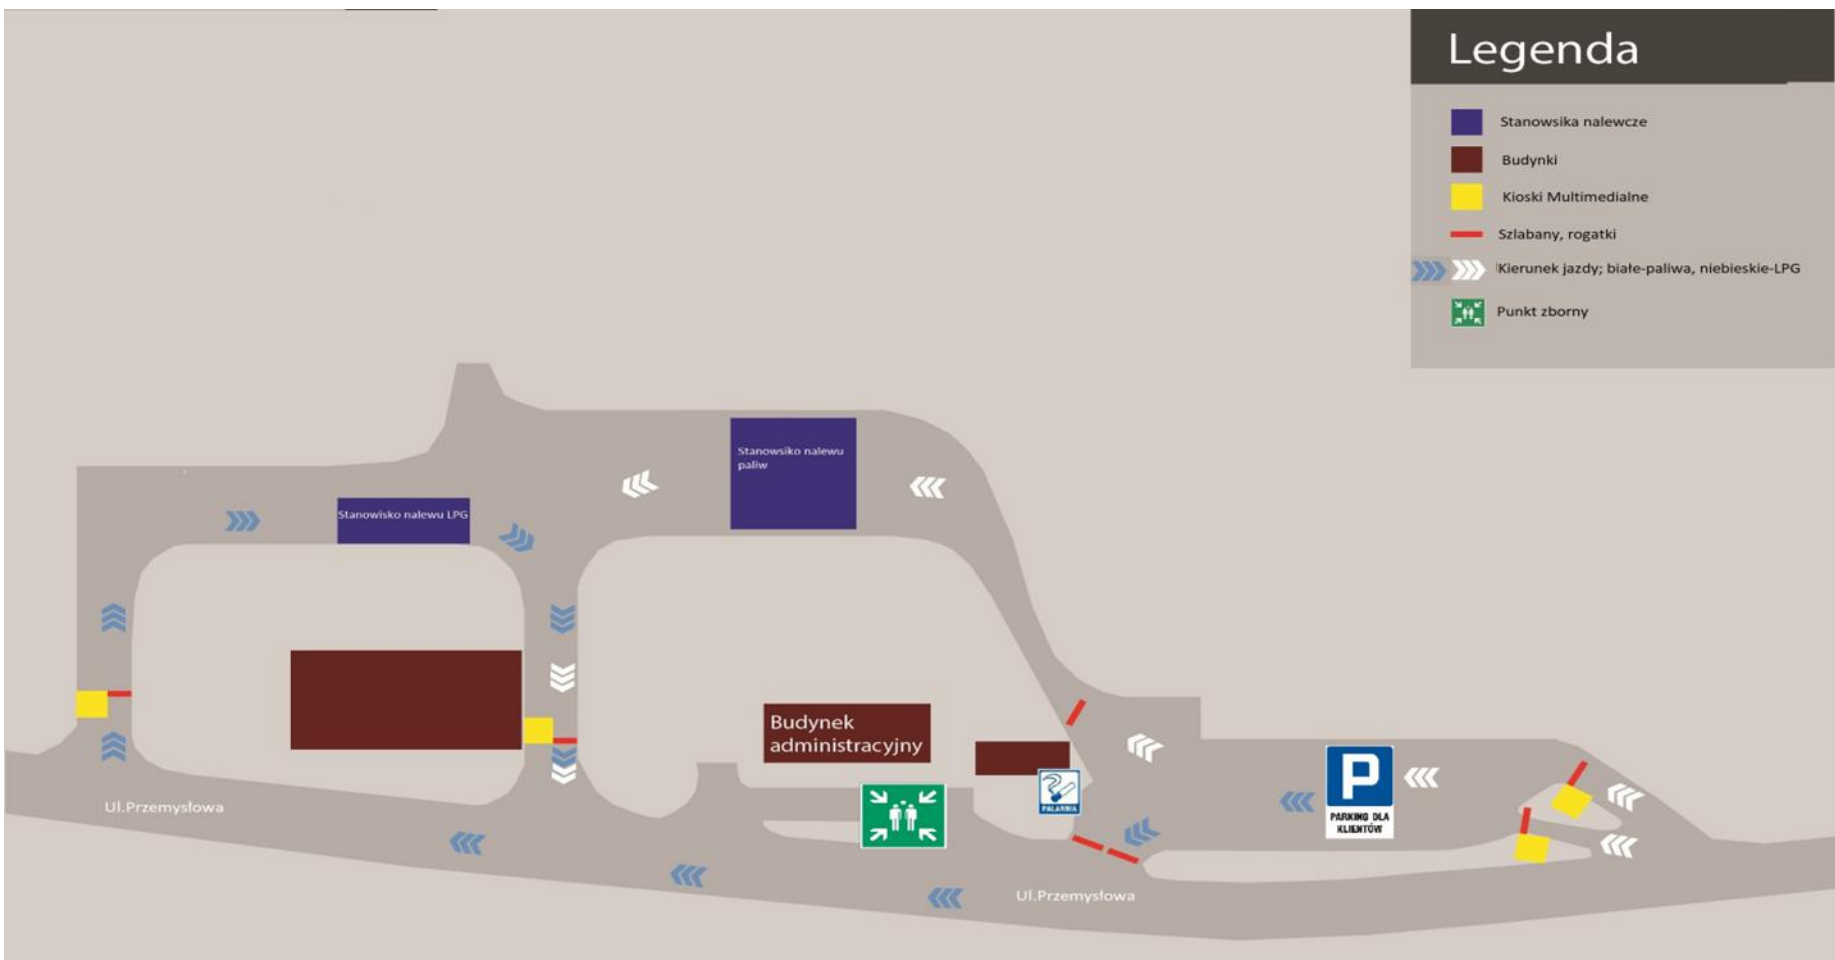 Legenda
Stanowsika nalewcze
Budynki
Kioski Multimedialne
Szlabany, rogatki
Kierunek jazdy; białe-paliwa, niebieskie-LPG
Punkt zborny
Stanowsiko nalewu
paliw
Stanowisko nalewu LPG
Budynek
administracyjny
PALARNIA
P
PARKING DLA
KLIENTÓW
Ul.Przemysłowa
Ul.Przemysłowa